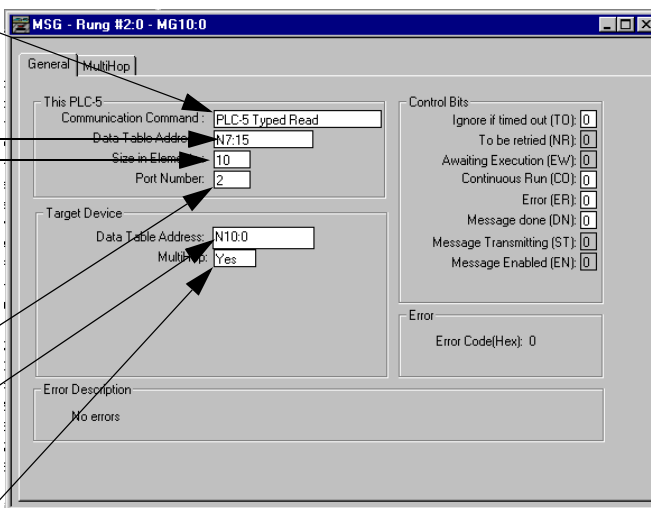 MSG - Rung #2:0 - MG10:0
General
MultiHop
This PLC-5
Communication Command : PLC-5 Typed Read
Data Table Address: N7:15
Size in Elements: 10
Port Number: 2
Target Device
Data Table Address: N10:0
MultiHop: Yes
Control Bits
Ignore if timed out (TO): 0
To be retried (NR): 0
Awaiting Execution (EW): 0
Continuous Run (CO): 0
Error (ER): 0
Message done (DN): 0
Message Transmitting (ST): 0
Message Enabled (EN): 0
Error
Error Code(Hex): 0
Error Description
No errors